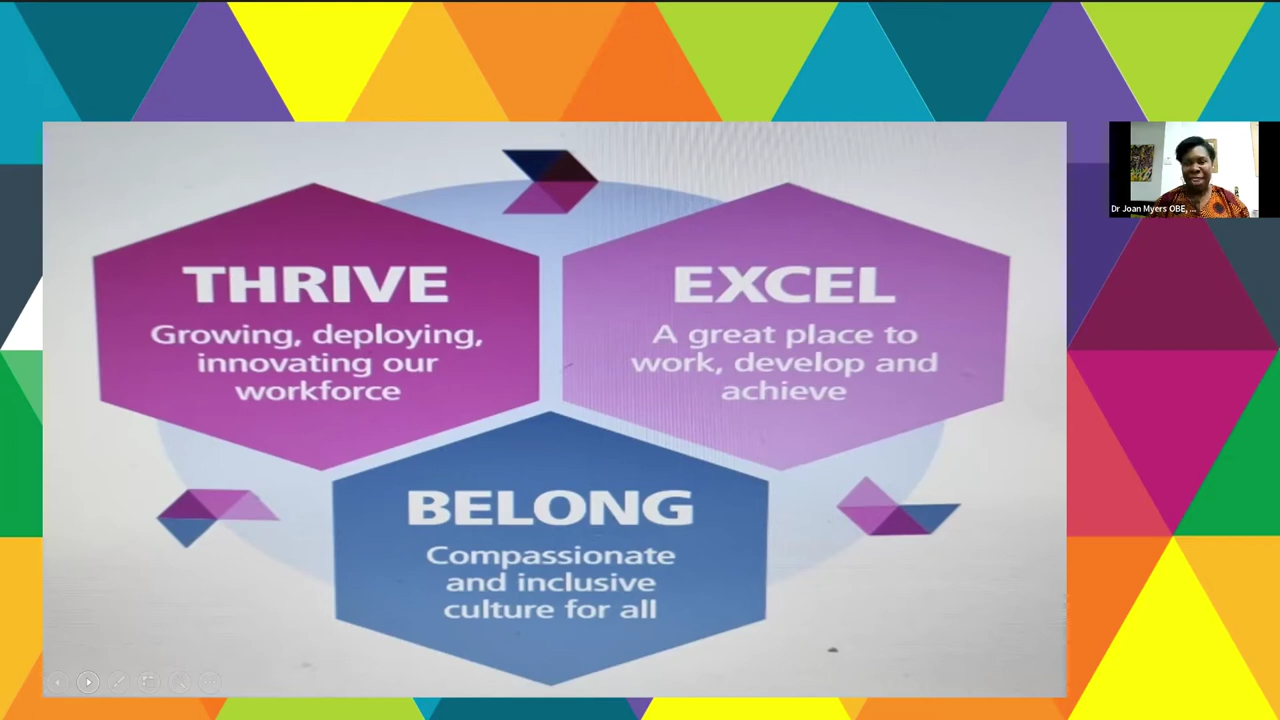 THRIVE
Growing, deploying,
innovating our
workforce
EXCEL
A great place to
work, develop and
achieve
BELONG
Compassionate
and inclusive
culture for all
Dr Joan Myers OBE, ...